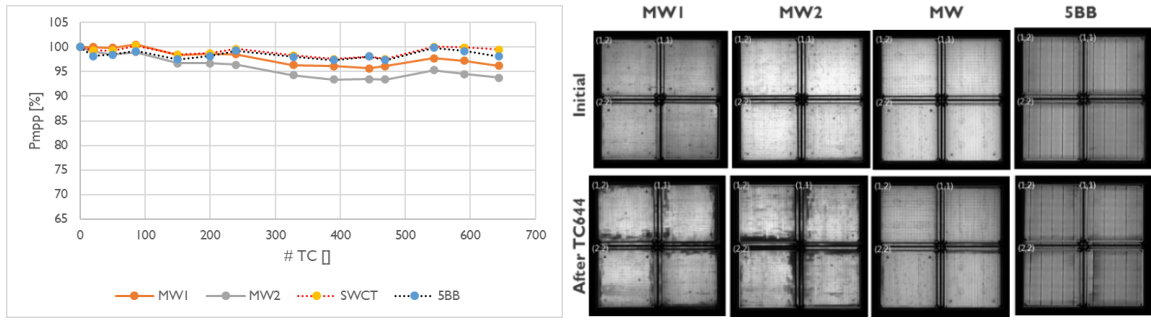 105
100
95
90
85
80
75
70
65
Pmpp [%]
0 100 200 300 400 500 600 700
# TC []
MW1 MW2 SWCT 5BB
MW1 MW2 MW 5BB
Initial
(1,2) (1,1) (1,2) (1,1) (1,2) (1,1) (1,2) (1,1)
(2,2) (2,2) (2,2) (2,2)
After TC644
(1,2) (1,1) (1,2) (1,1) (1,2) (1,1) (1,2) (1,1)
(2,2) (2,2) (2,2) (2,2)